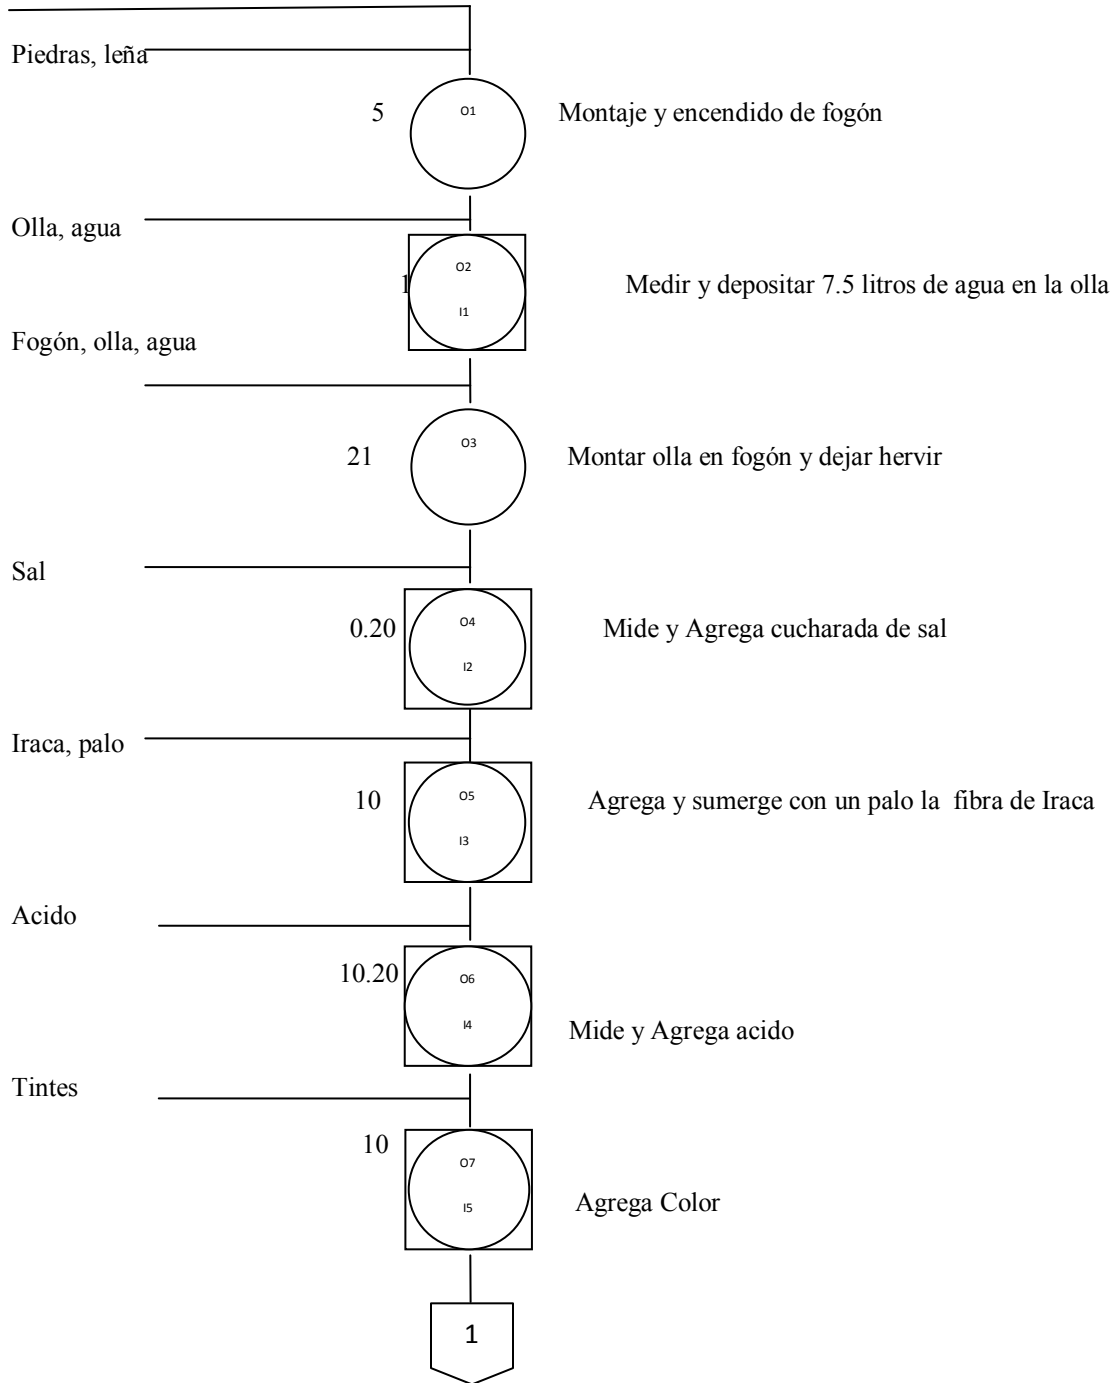 Piedras, leña
5
O1
Montaje y encendido de fogón
Olla, agua
O2
1
I1
Medir y depositar 7.5 litros de agua en la olla
Fogón, olla, agua
O3
21
Montar olla en fogón y dejar hervir
Sal
O4
0.20
I2
Mide y Agrega cucharada de sal
Iraca, palo
O5
10
I3
Agrega y sumerge con un palo la fibra de Iraca
Acido
10.20
O6
I4
Mide y Agrega acido
Tintes
10
O7
I5
Agrega Color
1